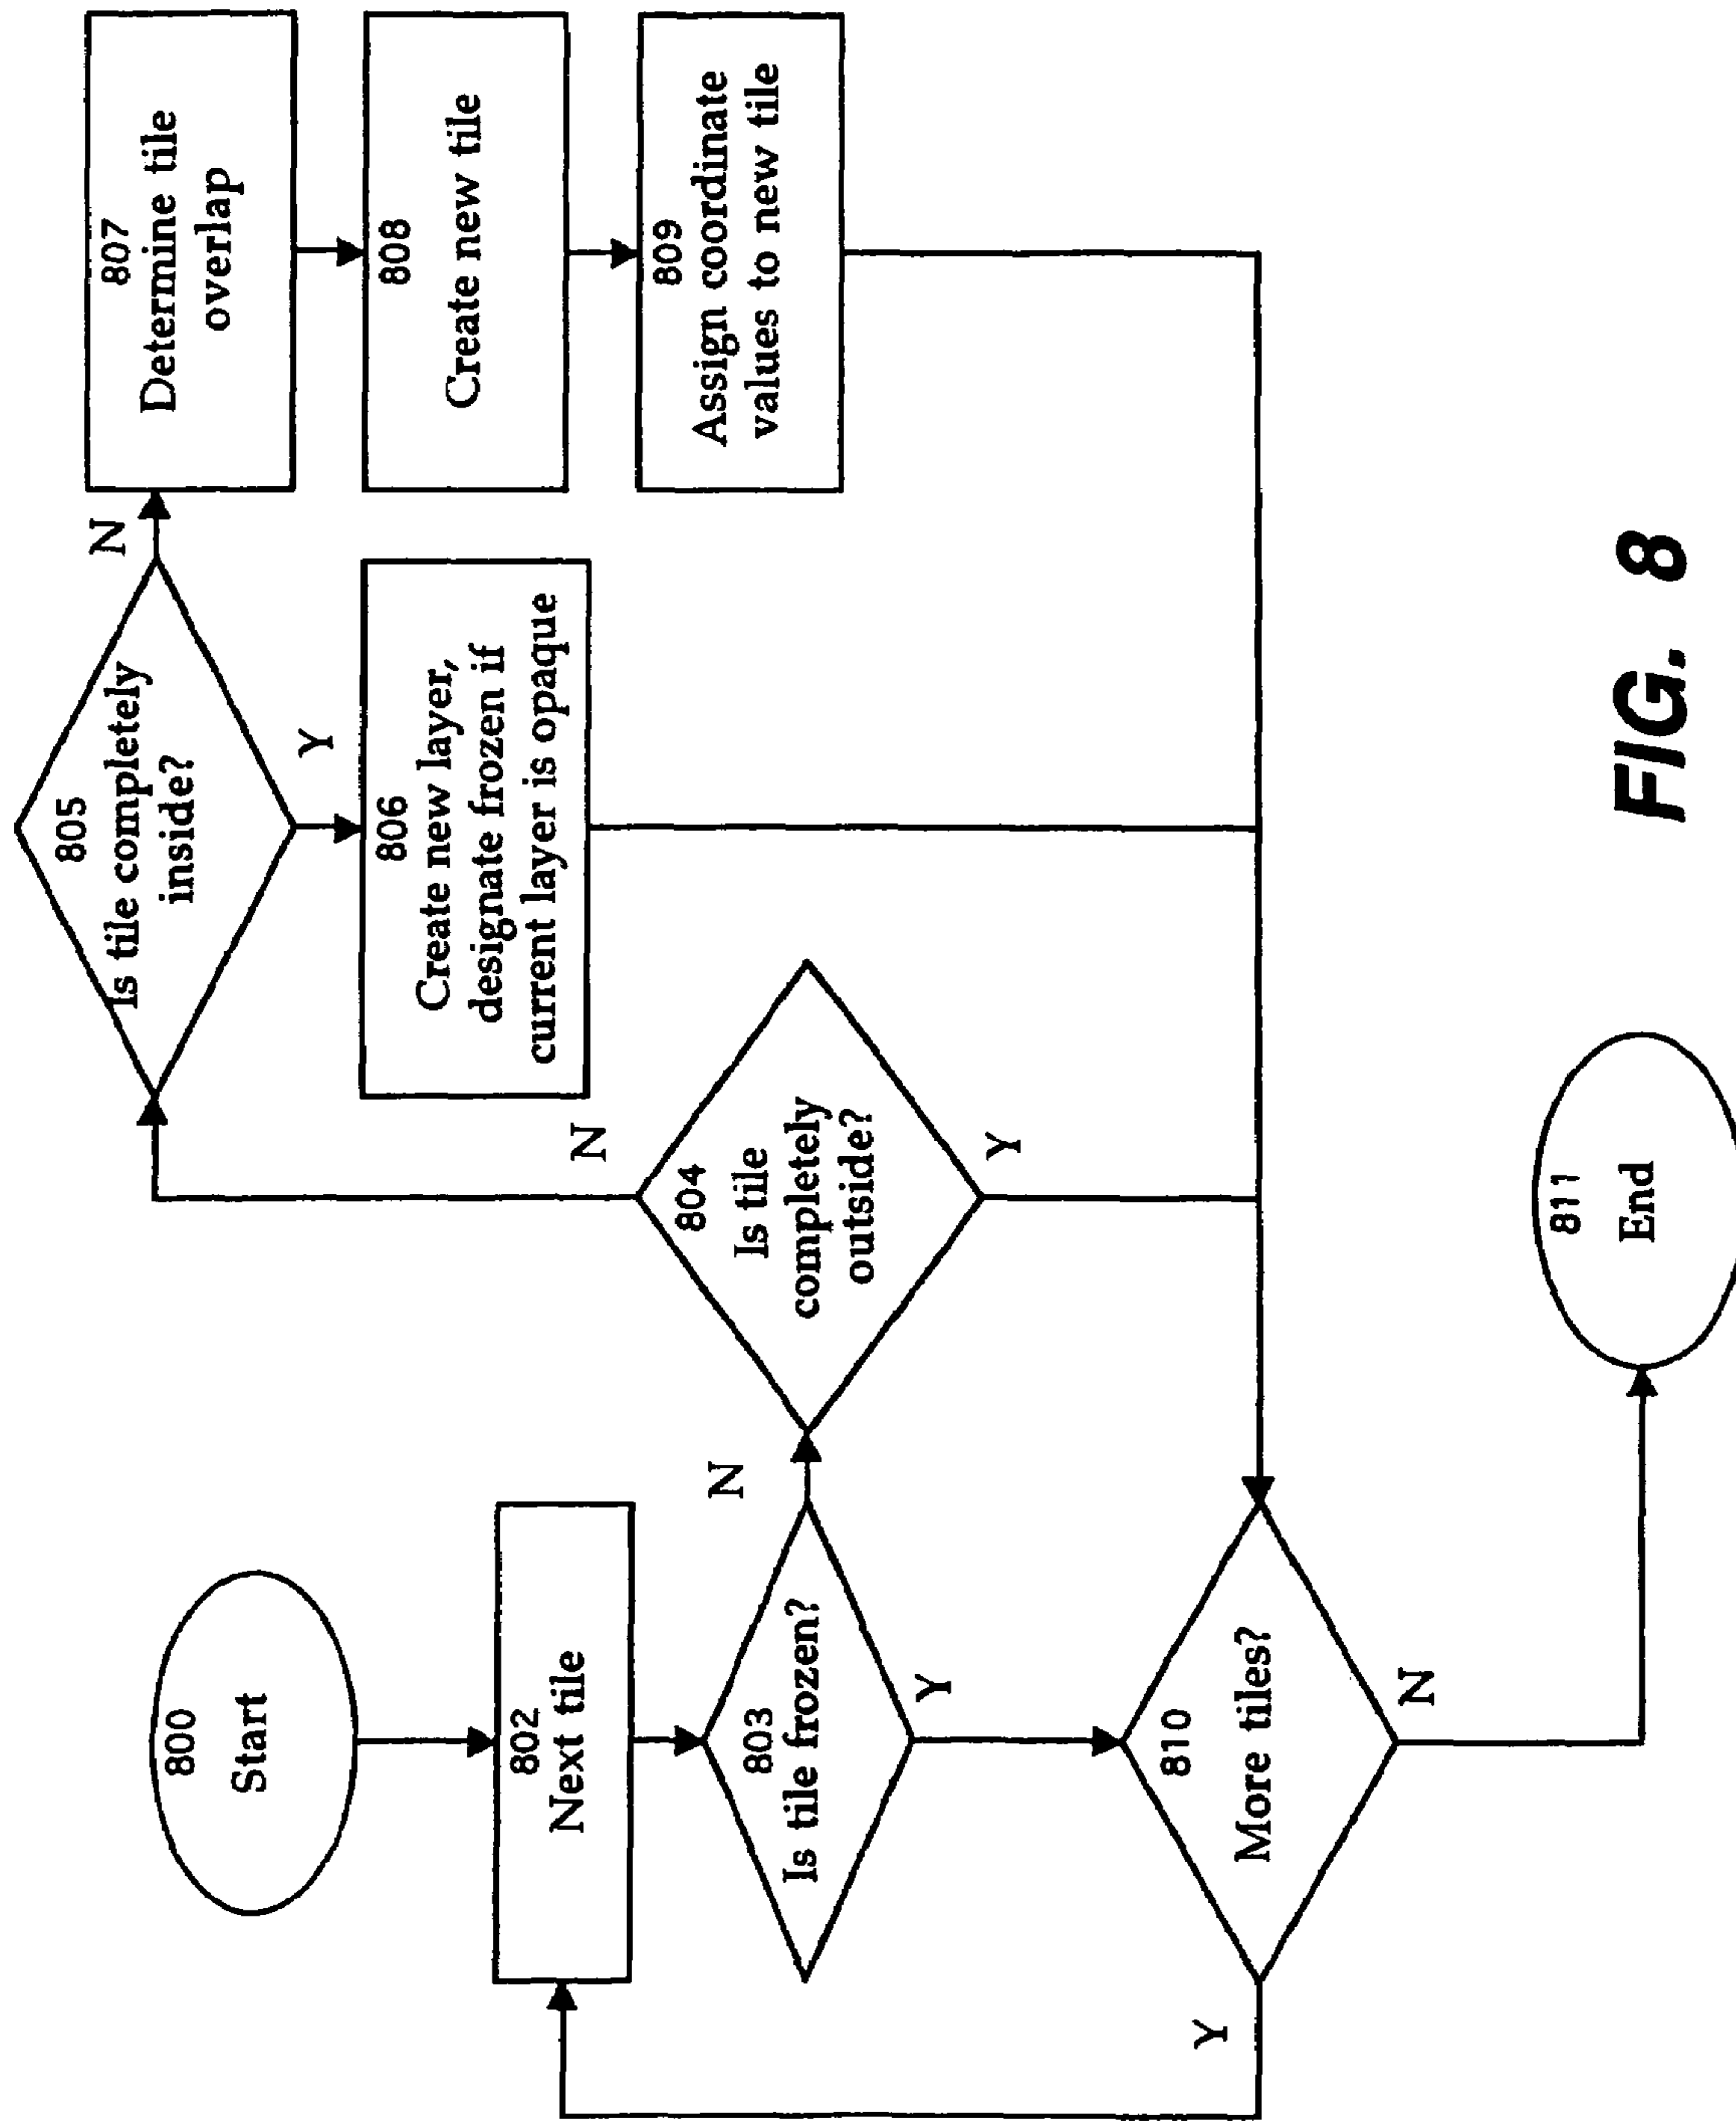 800
Start
802
Next tile
803
Is tile frozen?
Y
N
804
Is tile
completely
outside?
N
Y
805
Is tile completely
inside?
N
Y
806
Create new layer,
designate frozen if
current layer is opaque
807
Determine tile
overlap
808
Create new tile
809
Assign coordinate
values to new tile
810
More tiles?
Y
N
811
End
FIG. 8